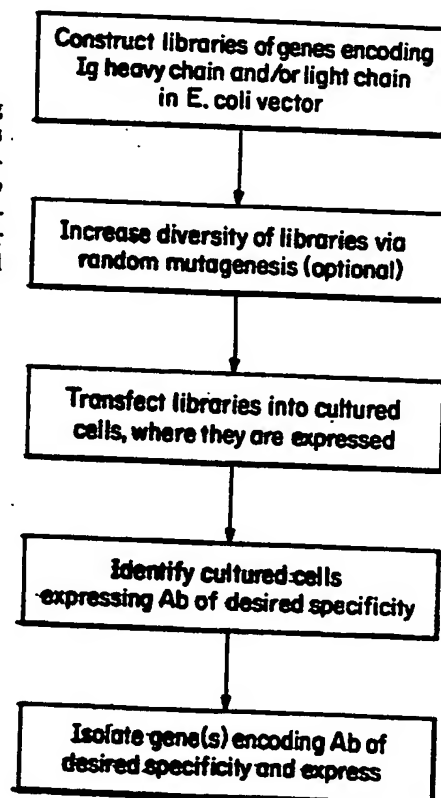 Construct libraries of genes encoding
Ig heavy chain and/or light chain
in E. coli vector
Increase diversity of libraries via
random mutagenesis (optional)
Transfect libraries into cultured
cells, where they are expressed
Identify cultured cells
expressing Ab of desired specificity
Isolate gene(s) encoding Ab of
desired specificity and express